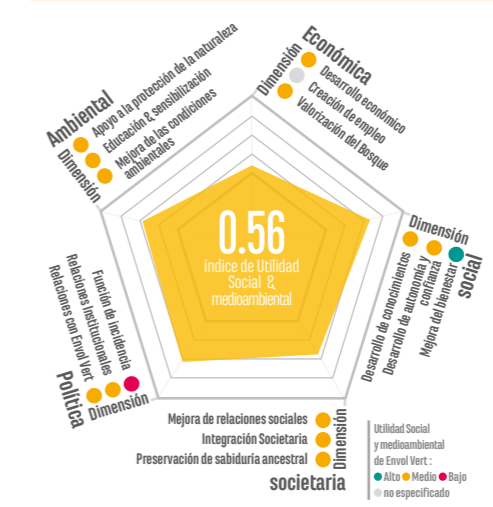 Dimensión
Económica
Desarrollo económico
Creación de empleo
Valorización del Bosque
Ambiental
Dimensión
Apoyo a la protección de la naturaleza
Educación & sensibilización
Mejora de las condiciones
ambientales
0.56
índice de Utilidad
Social &
medioambiental
Dimensión
social
Desarrollo de conocimientos
Desarrollo de autonomía y
confianza
Mejora del bienestar
Política
Dimensión
Relaciones con Envol Vert
Relaciones institucionales
Función de incidencia
Mejora de relaciones sociales
Integración Societaria
Preservación de sabiduría ancestral
Dimensión
societaria
Utilidad Social
y medioambiental
de Envol Vert :
Alto Medio Bajo
no especificado